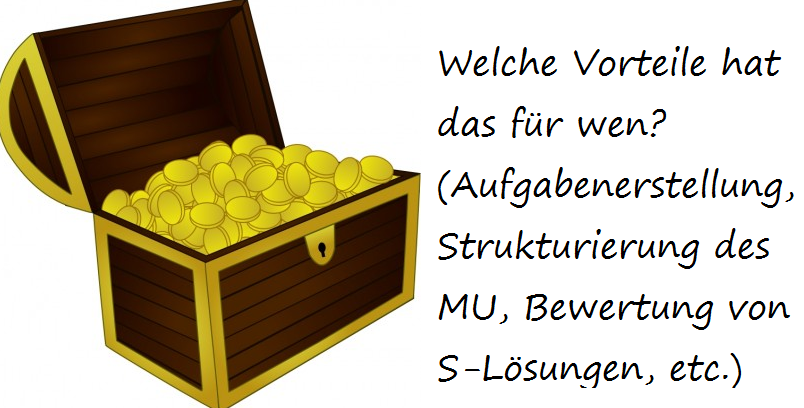 Welche Vorteile hat
das für wen?
(Aufgabenerstellung,
Strukturierung des
MU, Bewertung von
S-Lösungen, etc.)